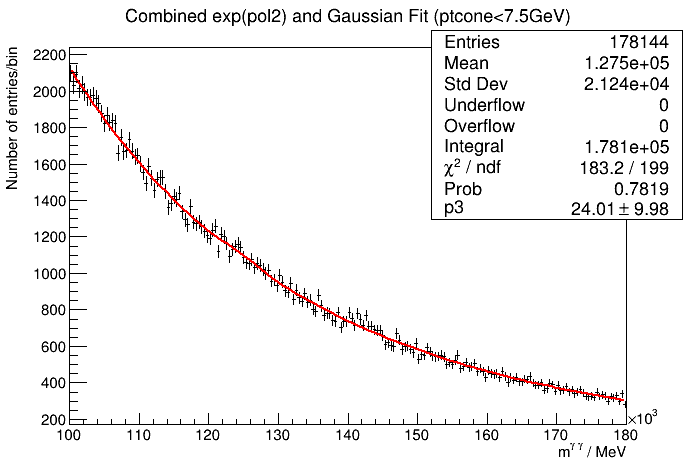 Combined exp(pol2) and Gaussian Fit (ptcone<7.5GeV)
Entries 178144
Mean 1.275e+05
Std Dev 2.124e+04
Underflow 0
Overflow 0
Integral 1.781e+05
χ² / ndf 183.2 / 199
Prob 0.7819
p3 24.01 ± 9.98
Number of entries/bin
2200
2000
1800
1600
1400
1200
1000
800
600
400
200
100 110 120 130 140 150 160 170 180
×10³
m^γγ / MeV